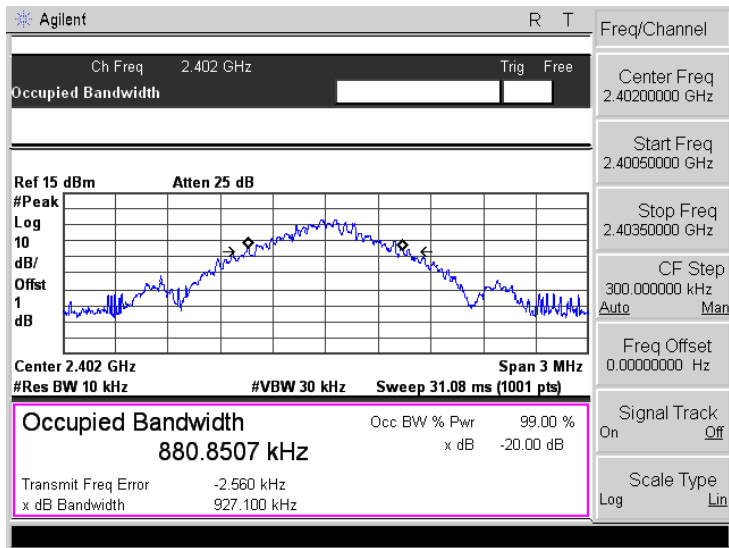 Agilent R T
Ch Freq 2.402 GHz Trig Free
Occupied Bandwidth
Ref 15 dBm Atten 25 dB
#Peak
Log
10
dB/
Offst
1
dB
Center 2.402 GHz Span 3 MHz
#Res BW 10 kHz #VBW 30 kHz Sweep 31.08 ms (1001 pts)
Occupied Bandwidth
880.8507 kHz
Occ BW % Pwr 99.00 %
x dB -20.00 dB
Transmit Freq Error -2.560 kHz
x dB Bandwidth 927.100 kHz
Freq/Channel
Center Freq
2.40200000 GHz
Start Freq
2.40050000 GHz
Stop Freq
2.40350000 GHz
CF Step
300.000000 kHz
Auto Man
Freq Offset
0.00000000 Hz
Signal Track
On Off
Scale Type
Log Lin